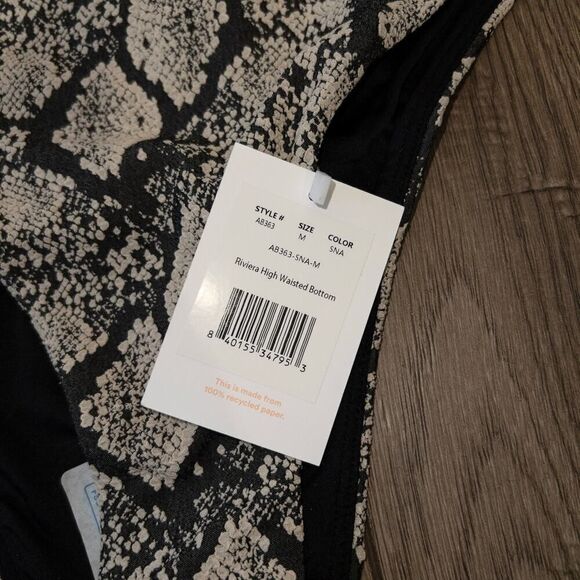 STYLE # SIZE COLOR
AB363 M SNA
AB363-SNA-M
Riviera High Waisted Bottom
8 40155 34795 3
This is made from
100% recycled paper.